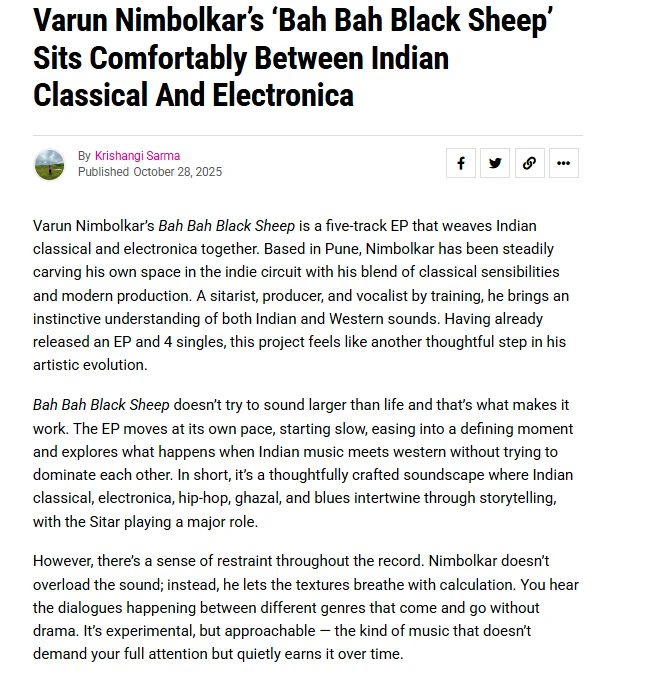 Varun Nimbolkar’s ‘Bah Bah Black Sheep’
Sits Comfortably Between Indian
Classical And Electronica
By Krishangi Sarma
Published October 28, 2025
Varun Nimbolkar’s Bah Bah Black Sheep is a five-track EP that weaves Indian
classical and electronica together. Based in Pune, Nimbolkar has been steadily
carving his own space in the indie circuit with his blend of classical sensibilities
and modern production. A sitarist, producer, and vocalist by training, he brings an
instinctive understanding of both Indian and Western sounds. Having already
released an EP and 4 singles, this project feels like another thoughtful step in his
artistic evolution.
Bah Bah Black Sheep doesn’t try to sound larger than life and that’s what makes it
work. The EP moves at its own pace, starting slow, easing into a defining moment
and explores what happens when Indian music meets western without trying to
dominate each other. In short, it’s a thoughtfully crafted soundscape where Indian
classical, electronica, hip-hop, ghazal, and blues intertwine through storytelling,
with the Sitar playing a major role.
However, there’s a sense of restraint throughout the record. Nimbolkar doesn’t
overload the sound; instead, he lets the textures breathe with calculation. You hear
the dialogues happening between different genres that come and go without
drama. It’s experimental, but approachable — the kind of music that doesn’t
demand your full attention but quietly earns it over time.